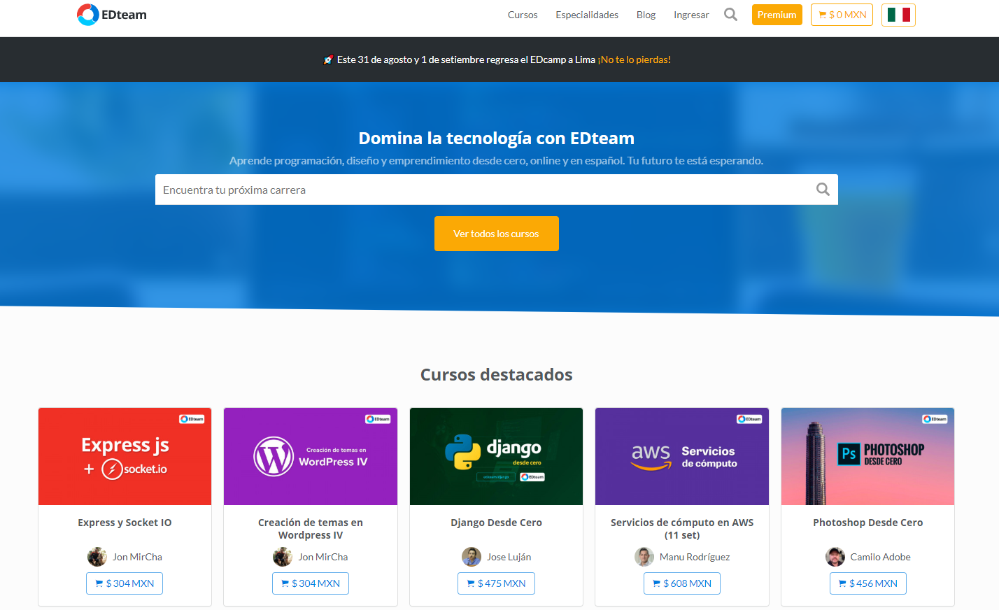 EDteam
Cursos Especialidades Blog Ingresar Premium $ 0 MXN
Este 31 de agosto y 1 de setiembre regresa el EDcamp a Lima ¡No te lo pierdas!
Domina la tecnología con EDteam
Aprende programación, diseño y emprendimiento desde cero, online y en español. Tu futuro te está esperando.
Encuentra tu próxima carrera
Ver todos los cursos
Cursos destacados
EDteam
Express js
+ socket.io
Express y Socket IO
Jon MirCha
$ 304 MXN
EDteam
Creación de temas en
WordPress IV
Creación de temas en
Wordpress IV
Jon MirCha
$ 304 MXN
django
desde cero
ed.team/django
EDteam
Django Desde Cero
Jose Luján
$ 475 MXN
EDteam
aws
Servicios
de cómputo
Servicios de cómputo en AWS
(11 set)
Manu Rodríguez
$ 608 MXN
EDteam
Ps
PHOTOSHOP
DESDE CERO
Photoshop Desde Cero
Camilo Adobe
$ 456 MXN